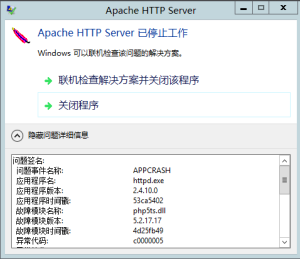 Apache HTTP Server
Apache HTTP Server 已停止工作
Windows 可以联机检查该问题的解决方案。
联机检查解决方案并关闭该程序
关闭程序
隐藏问题详细信息
问题签名:
问题事件名称: APPCRASH
应用程序名: httpd.exe
应用程序版本: 2.4.10.0
应用程序时间戳: 53ca5402
故障模块名称: php5ts.dll
故障模块版本: 5.2.17.17
故障模块时间戳: 4d25fb49
异常代码: c0000005